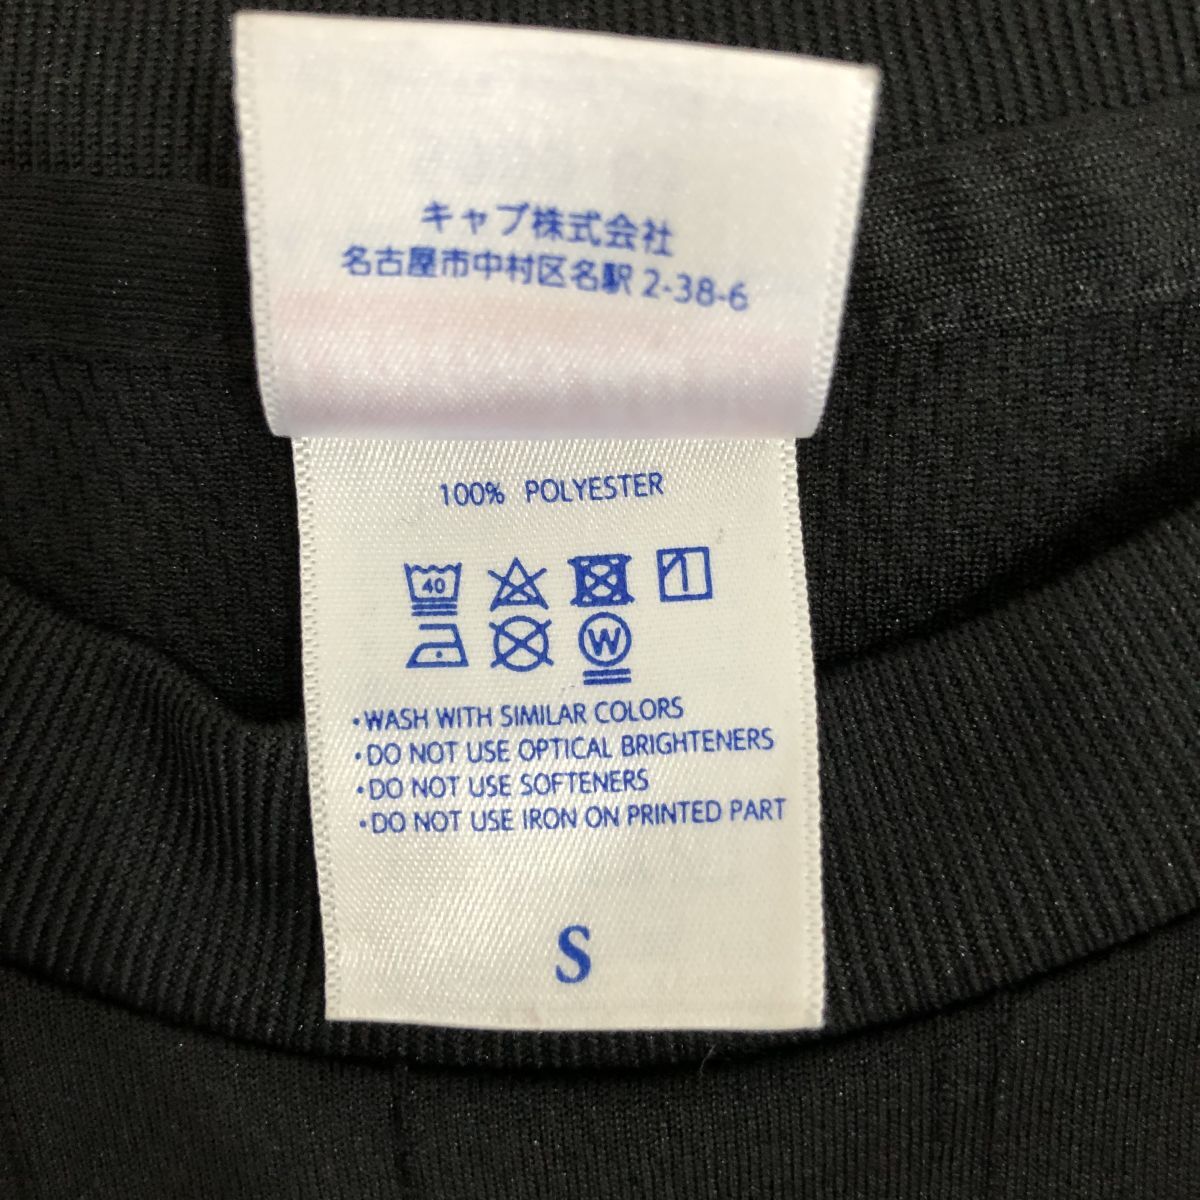 キャブ株式会社
名古屋市中村区名駅 2-38-6
100% POLYESTER
40
W
・WASH WITH SIMILAR COLORS
・DO NOT USE OPTICAL BRIGHTENERS
・DO NOT USE SOFTENERS
・DO NOT USE IRON ON PRINTED PART
S